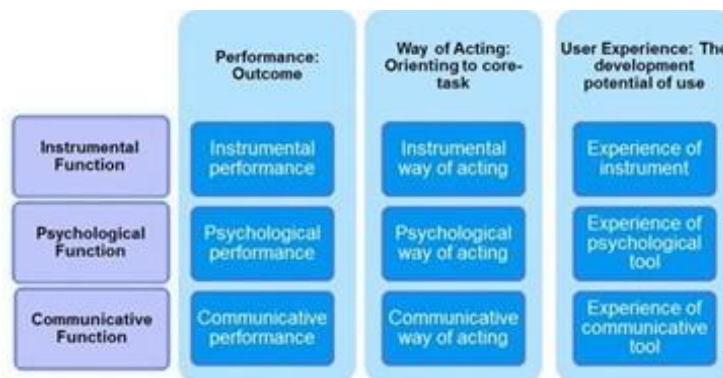 Performance:
Outcome
Way of Acting:
Orienting to core-
task
User Experience: The
development
potential of use
Instrumental
Function
Instrumental
performance
Instrumental
way of acting
Experience of
instrument
Psychological
Function
Psychological
performance
Psychological
way of acting
Experience of
psychological
tool
Communicative
Function
Communicative
performance
Communicative
way of acting
Experience of
communicative
tool